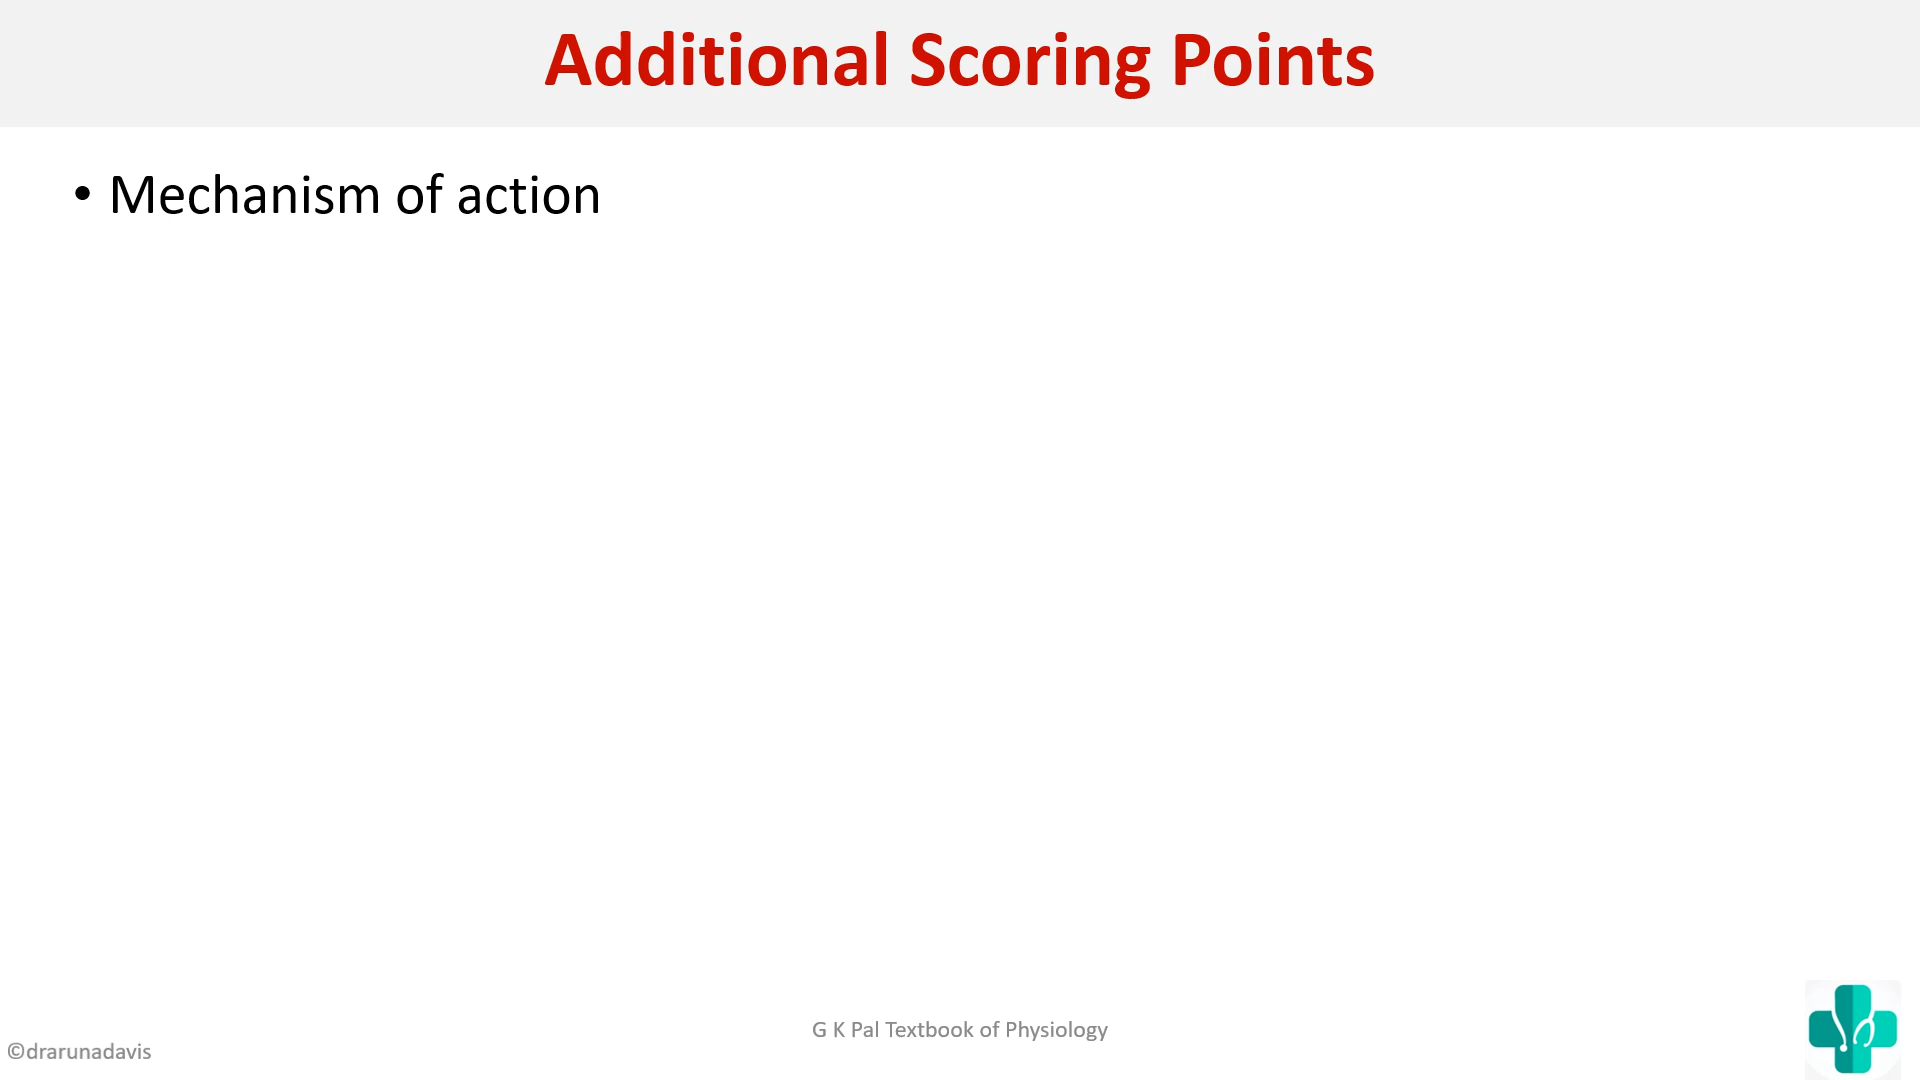 Additional Scoring Points
• Mechanism of action
G K Pal Textbook of Physiology
©drarunadavis